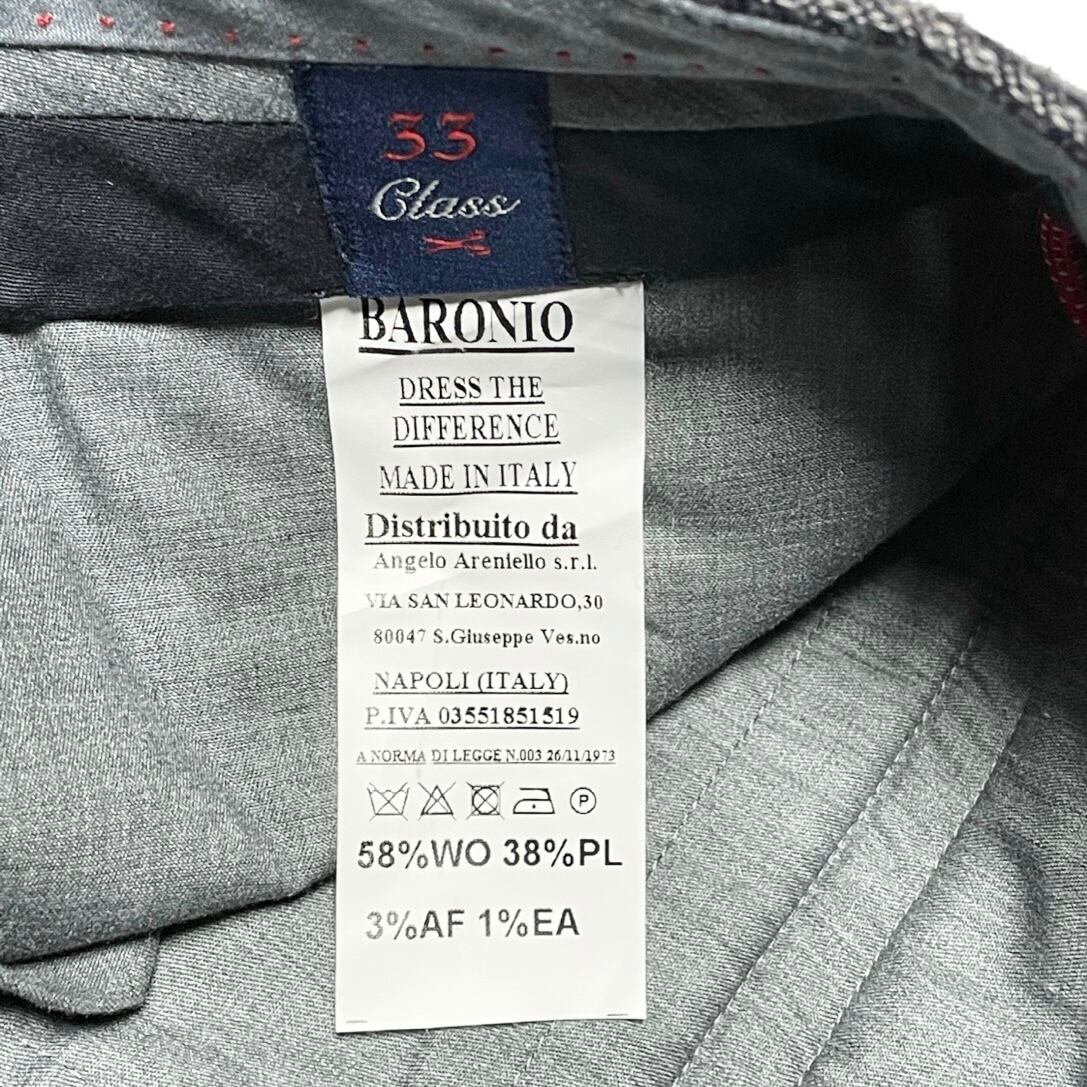 33
Class
BARONIO
DRESS THE
DIFFERENCE
MADE IN ITALY
Distribuito da
Angelo Areniello s.r.l.
VIA SAN LEONARDO,30
80047 S.Giuseppe Ves.no
NAPOLI (ITALY)
P.IVA 03551851519
A NORMA DI LEGGE N.003 26/11/1973
P
58%WO 38%PL
3%AF 1%EA